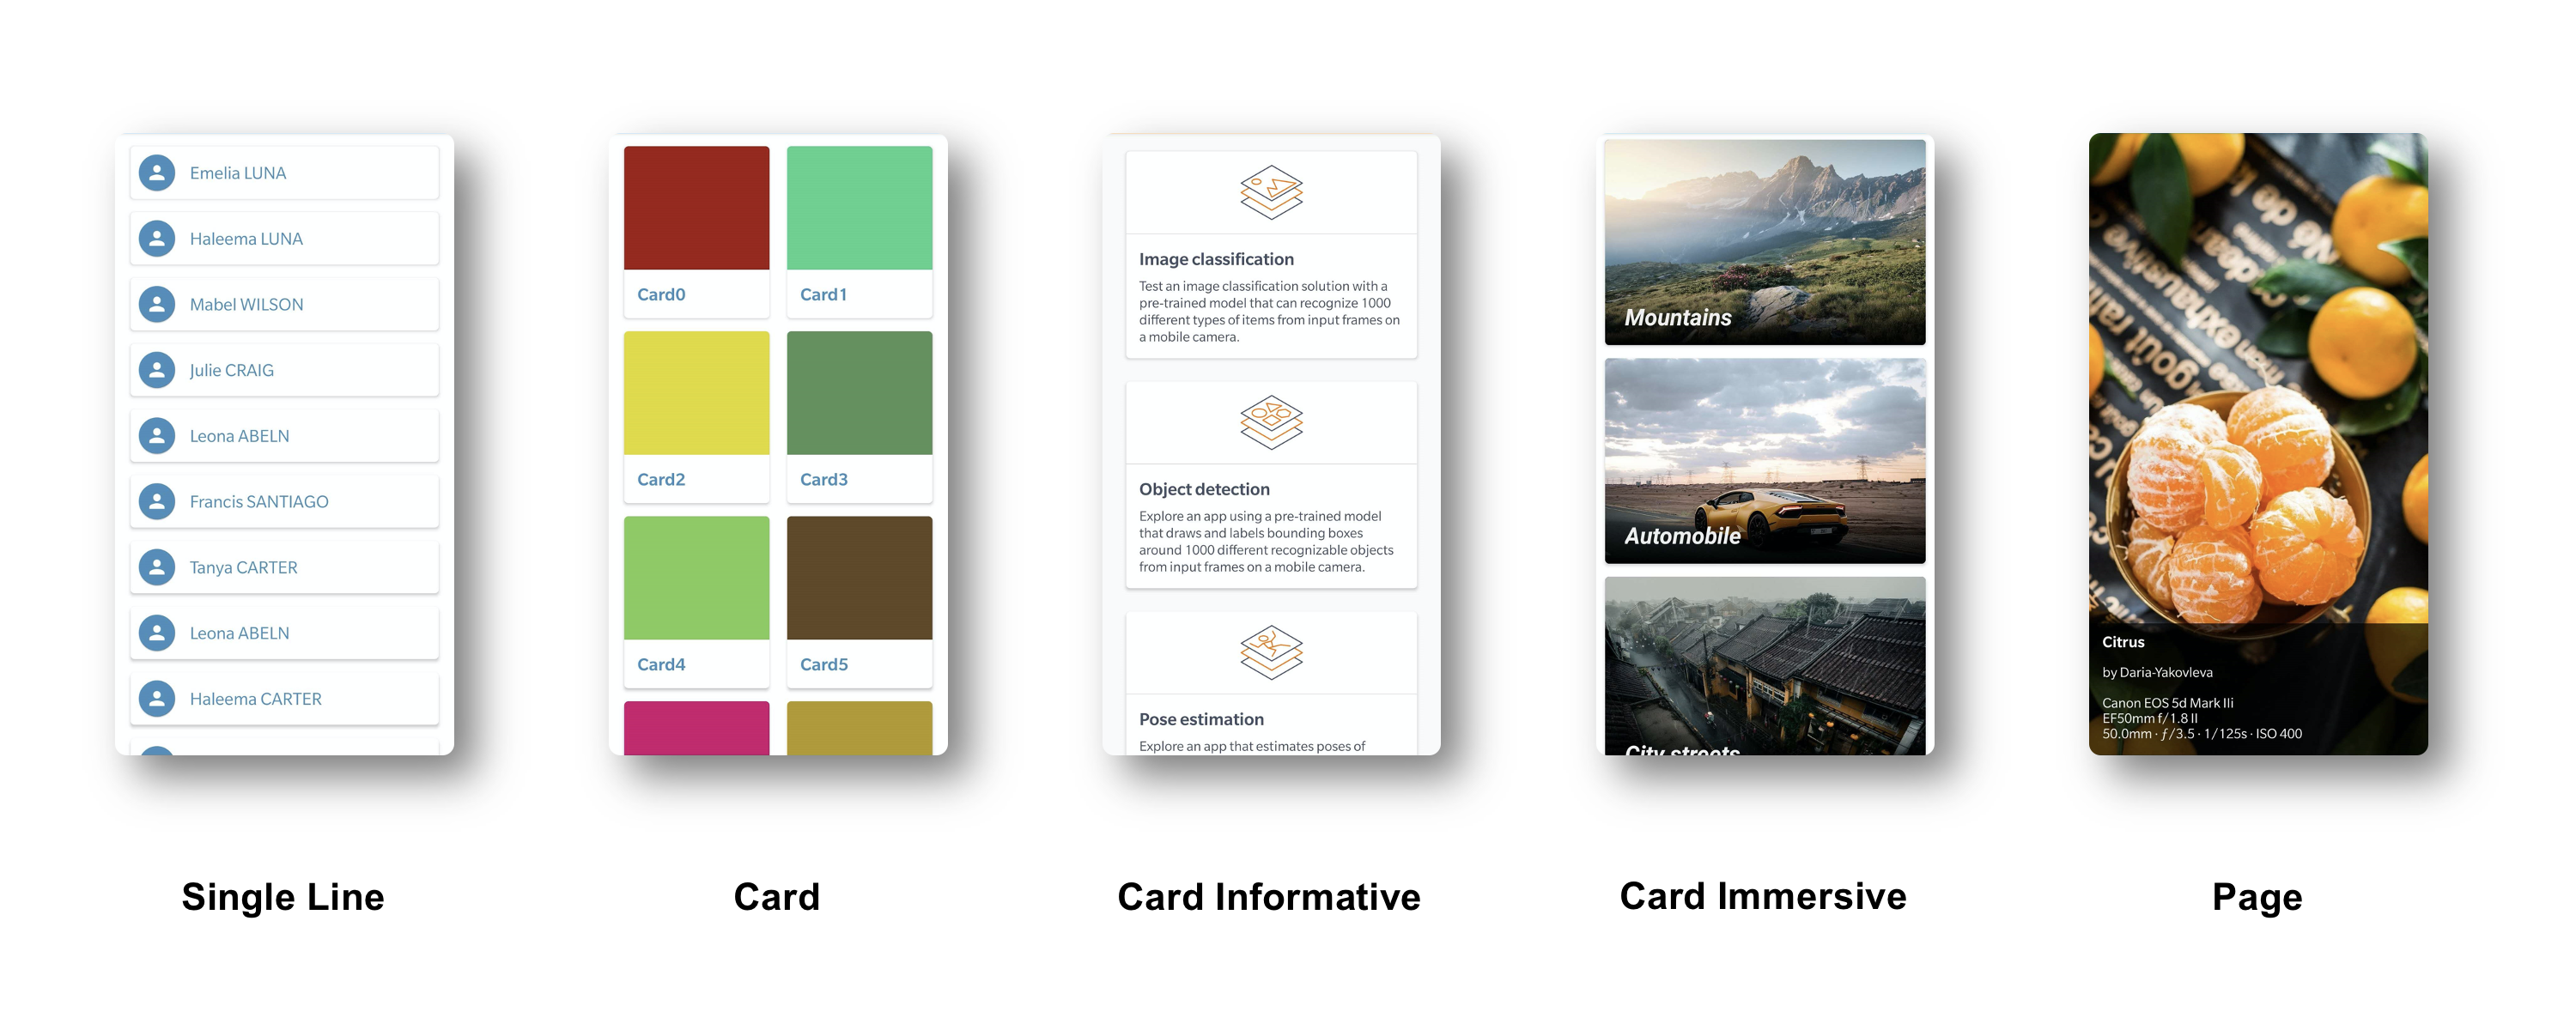 Emelia LUNA
Haleema LUNA
Mabel WILSON
Julie CRAIG
Leona ABELN
Francis SANTIAGO
Tanya CARTER
Leona ABELN
Haleema CARTER
Single Line
Card0
Card1
Card2
Card3
Card4
Card5
Card
Image classification
Test an image classification solution with a
pre-trained model that can recognize 1000
different types of items from input frames on
a mobile camera.
Object detection
Explore an app using a pre-trained model
that draws and labels bounding boxes
around 1000 different recognizable objects
from input frames on a mobile camera.
Pose estimation
Explore an app that estimates poses of
Card Informative
Mountains
Automobile
City streets
Card Immersive
Citrus
by Daria-Yakovleva
Canon EOS 5d Mark Iii
EF50mm f/1.8 II
50.0mm · ƒ/3.5 · 1/125s · ISO 400
Page